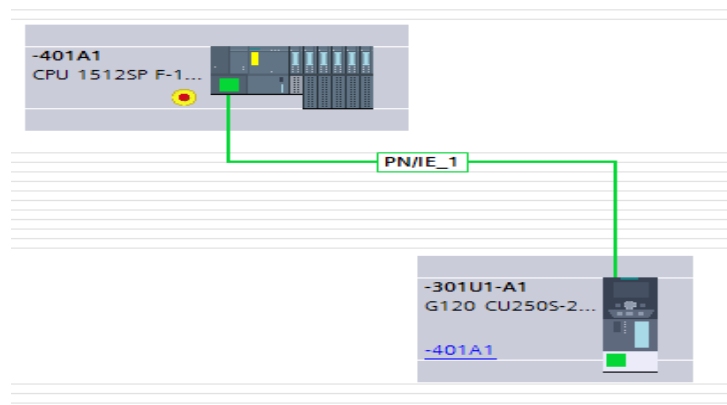 -401A1
CPU 1512SP F-1...
PN/IE_1
-301U1-A1
G120 CU250S-2...
-401A1